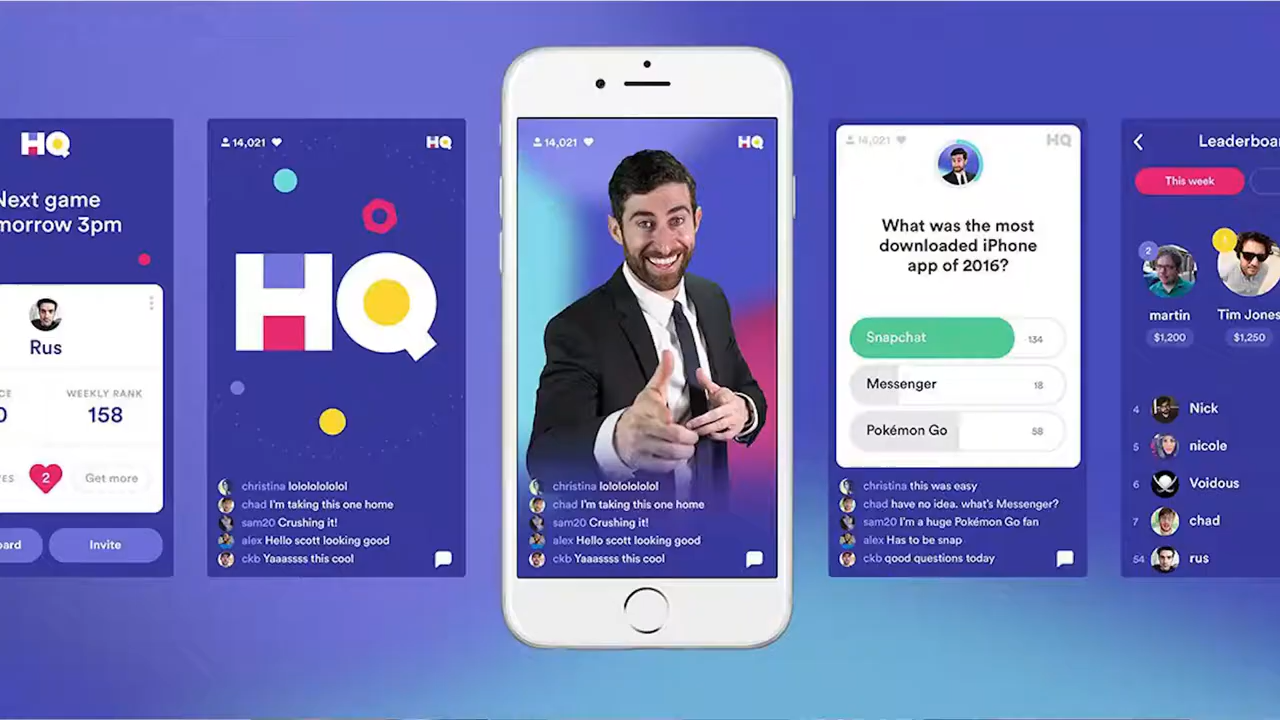 HQ
Next game
morrow 3pm
Rus
WEEKLY RANK
158
2
Get more
Invite
14,021
HQ
HQ
christina lolololololol
chad I'm taking this one home
sam20 Crushing it!
alex Hello scott looking good
ckb Yaaassss this cool
14,021
HQ
christina lolololololol
chad I'm taking this one home
sam20 Crushing it!
alex Hello scott looking good
ckb Yaaassss this cool
14,021
HQ
What was the most
downloaded iPhone
app of 2016?
Snapchat 134
Messenger 18
Pokémon Go 58
christina this was easy
chad have no idea. what's Messenger?
sam20 I'm a huge Pokémon Go fan
alex Has to be snap
ckb good questions today
Leaderboa
This week
2
1
martin
Tim Jones
$1,200
$1,250
4 Nick
5 nicole
6 Voidous
7 chad
54 rus